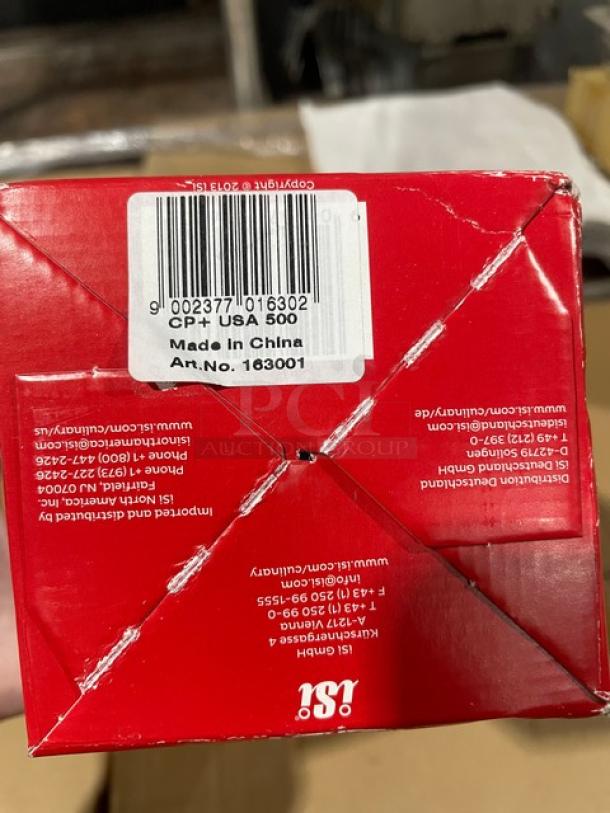 Copyright © 2013 iSi
9 002377 016302
CP+ USA 500
Made in China
Art.No. 163001
PCI
AUCTION GROUP
iSi
iSi GmbH
Kürschnergasse 4
A-1217 Vienna
T +43 (1) 250 99-0
F +43 (1) 250 99-1555
info@isi.com
www.isi.com/culinary
Imported and distributed by
iSi North America, Inc.
Fairfield, NJ 07004
Phone +1 (973) 227-2426
Phone +1 (800) 447-2426
isinorthamerica@isi.com
www.isi.com/culinary/us
Distribution Deutschland
iSi Deutschland GmbH
D-42719 Solingen
T +49 (212) 397-0
isideutschland@isi.com
www.isi.com/culinary/de